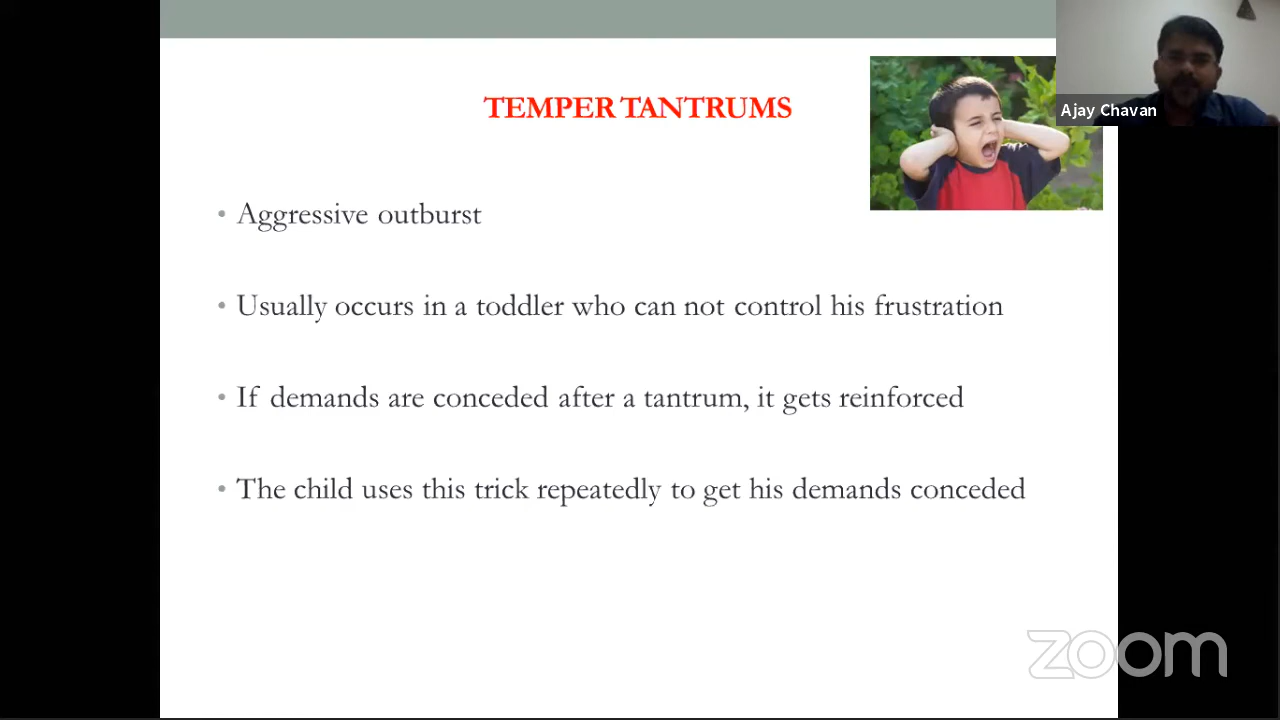 TEMPER TANTRUMS
Ajay Chavan
• Aggressive outburst
• Usually occurs in a toddler who can not control his frustration
• If demands are conceded after a tantrum, it gets reinforced
• The child uses this trick repeatedly to get his demands conceded
zoom